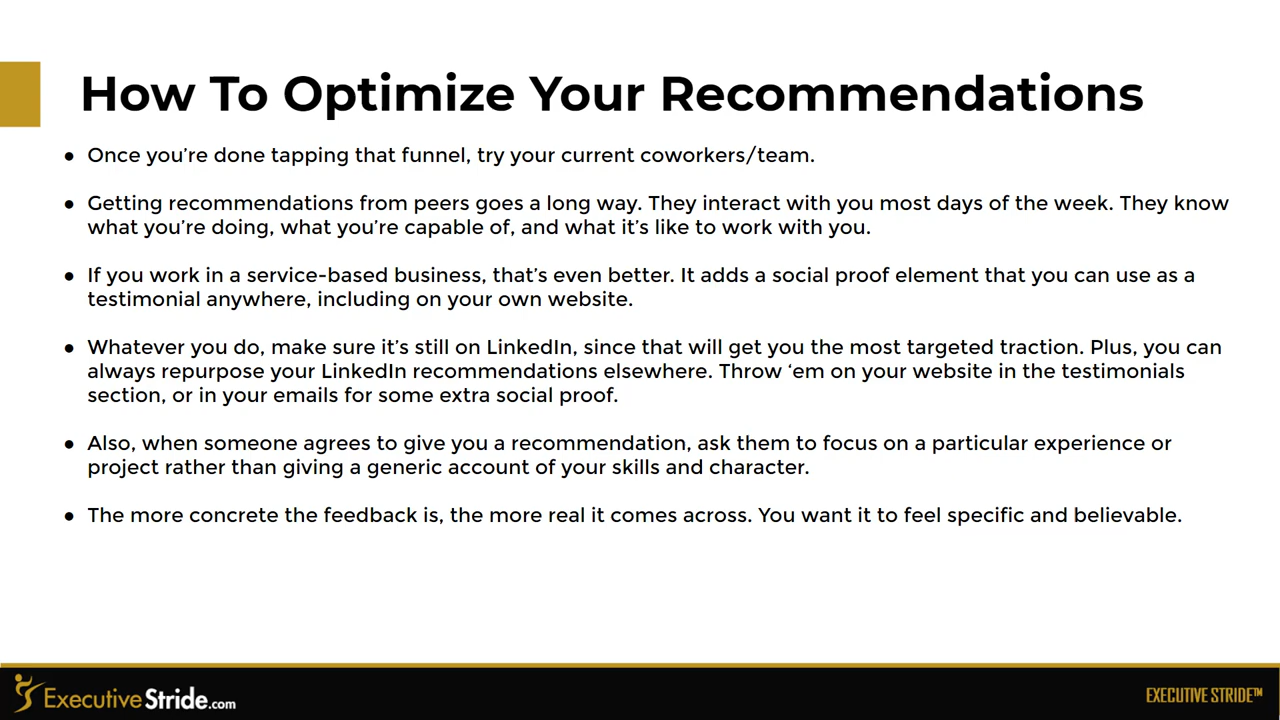 How To Optimize Your Recommendations
● Once you’re done tapping that funnel, try your current coworkers/team.
● Getting recommendations from peers goes a long way. They interact with you most days of the week. They know
what you’re doing, what you’re capable of, and what it’s like to work with you.
● If you work in a service-based business, that’s even better. It adds a social proof element that you can use as a
testimonial anywhere, including on your own website.
● Whatever you do, make sure it’s still on LinkedIn, since that will get you the most targeted traction. Plus, you can
always repurpose your LinkedIn recommendations elsewhere. Throw ‘em on your website in the testimonials
section, or in your emails for some extra social proof.
● Also, when someone agrees to give you a recommendation, ask them to focus on a particular experience or
project rather than giving a generic account of your skills and character.
● The more concrete the feedback is, the more real it comes across. You want it to feel specific and believable.
ExecutiveStride.com
EXECUTIVE STRIDE™